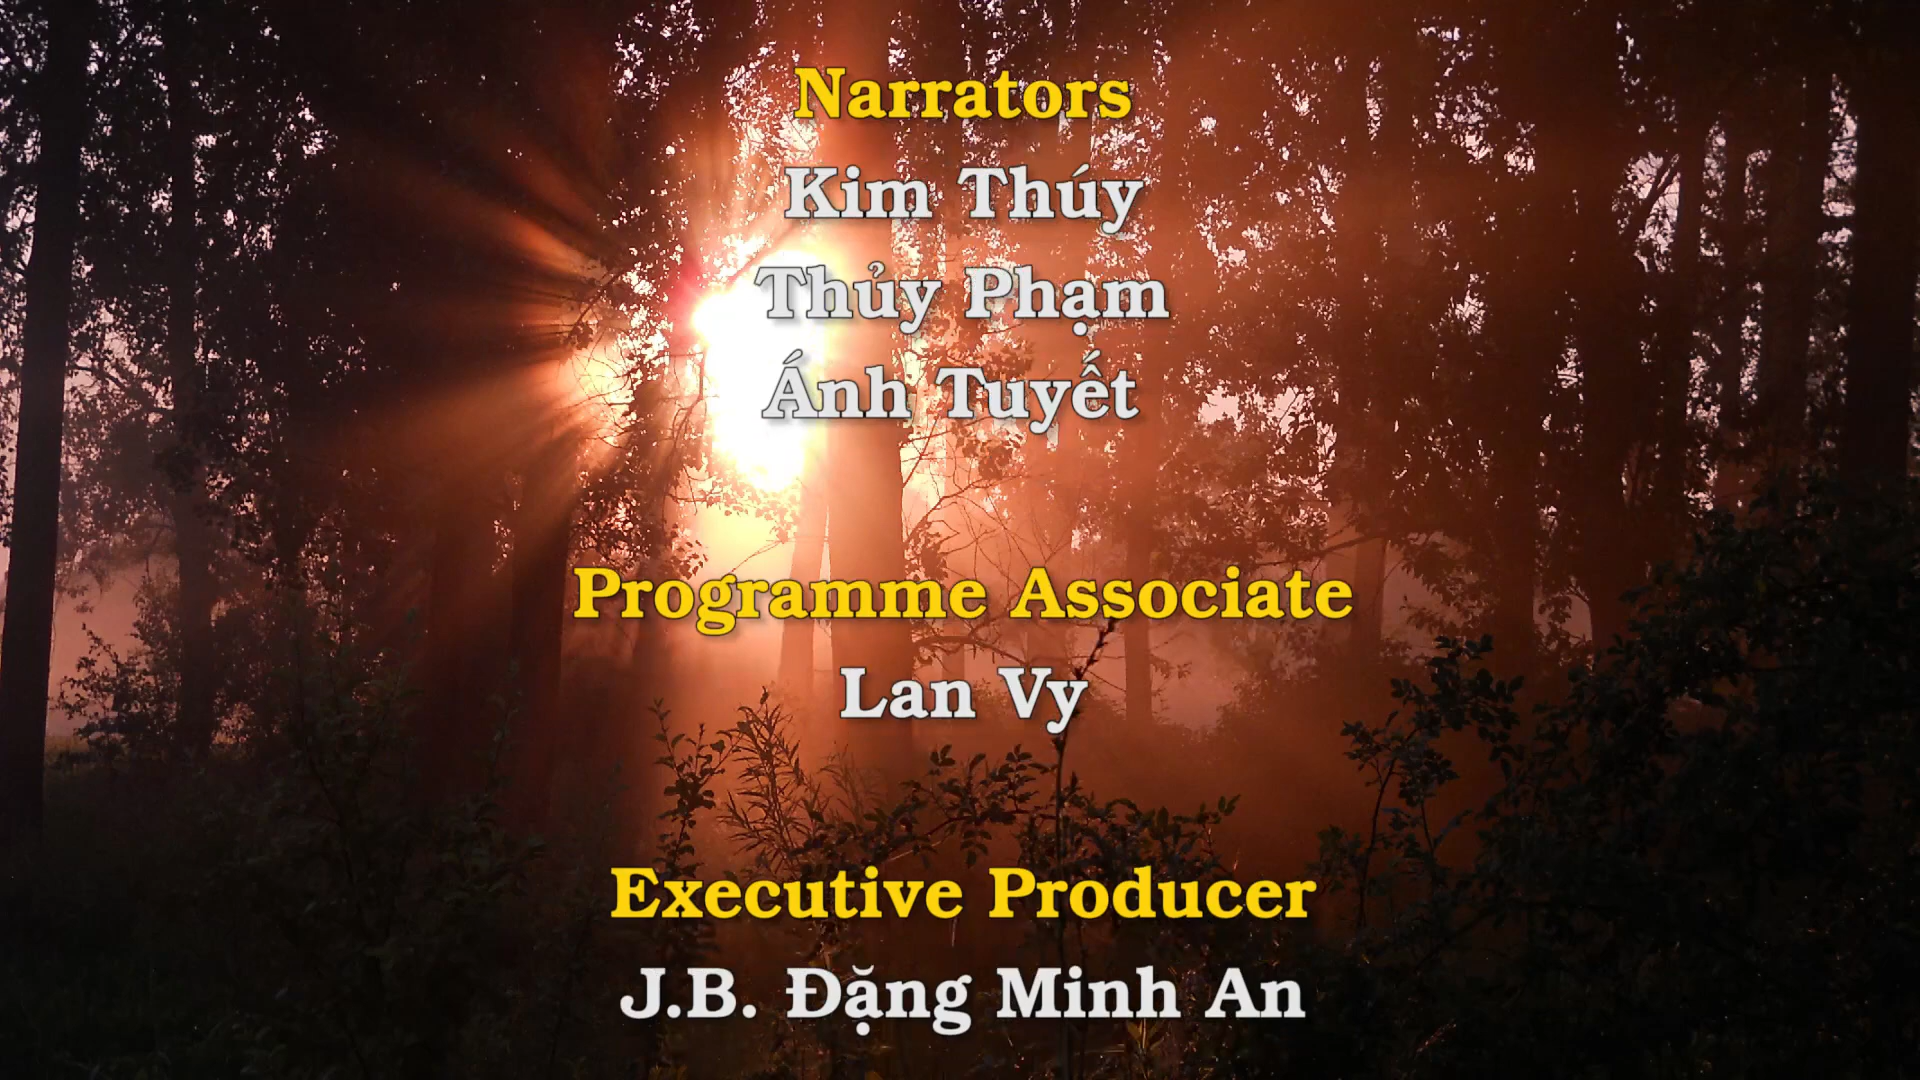 Narrators
Kim Thúy
Thủy Phạm
Ánh Tuyết
Programme Associate
Lan Vy
Executive Producer
J.B. Đặng Minh An